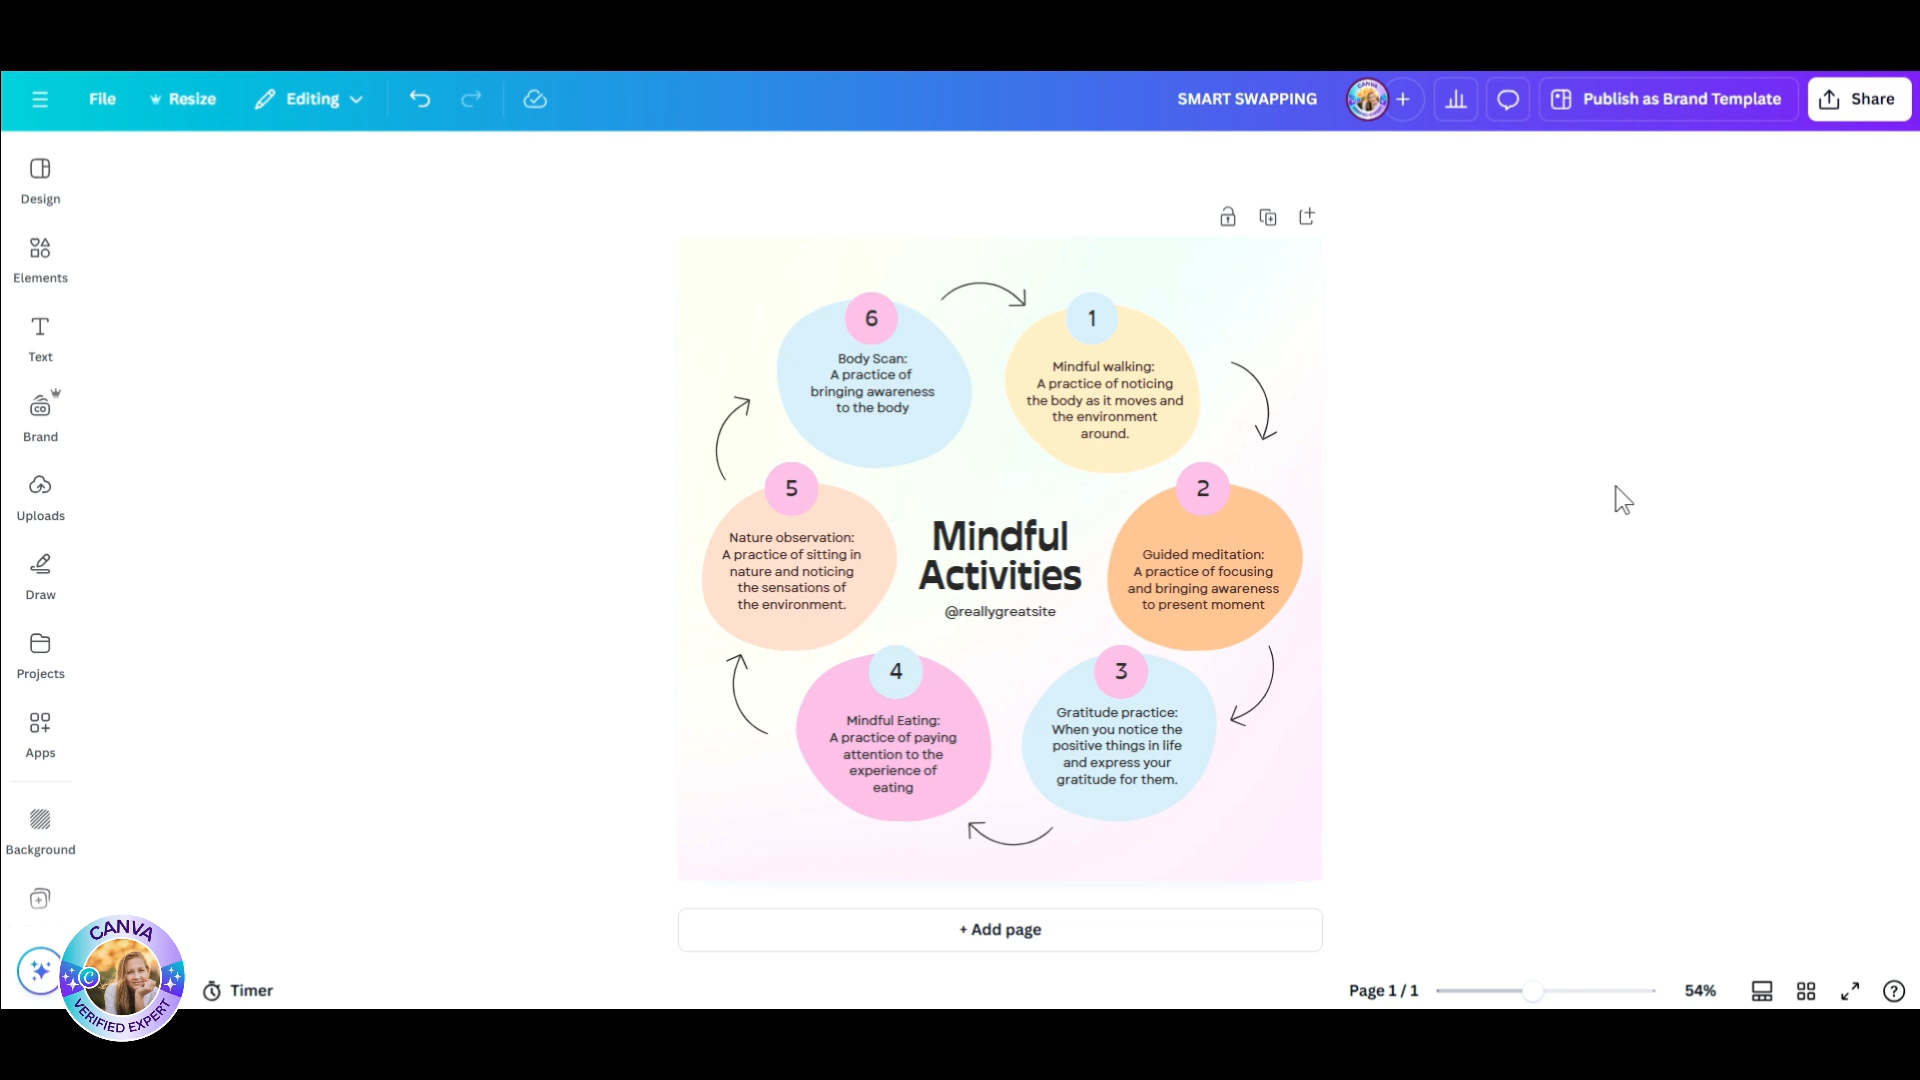 File
Resize
Editing
SMART SWAPPING
Publish as Brand Template
Share
Design
Elements
Text
CO
Brand
Uploads
Draw
Projects
Apps
Background
6
Body Scan:
A practice of
bringing awareness
to the body
1
Mindful walking:
A practice of noticing
the body as it moves and
the environment
around.
5
Nature observation:
A practice of sitting in
nature and noticing
the sensations of
the environment.
Mindful
Activities
@reallygreatsite
2
Guided meditation:
A practice of focusing
and bringing awareness
to present moment
4
Mindful Eating:
A practice of paying
attention to the
experience of
eating
3
Gratitude practice:
When you notice the
positive things in life
and express your
gratitude for them.
+ Add page
CANVA
C
VERIFIED EXPERT
Timer
Page 1 / 1
54%
?